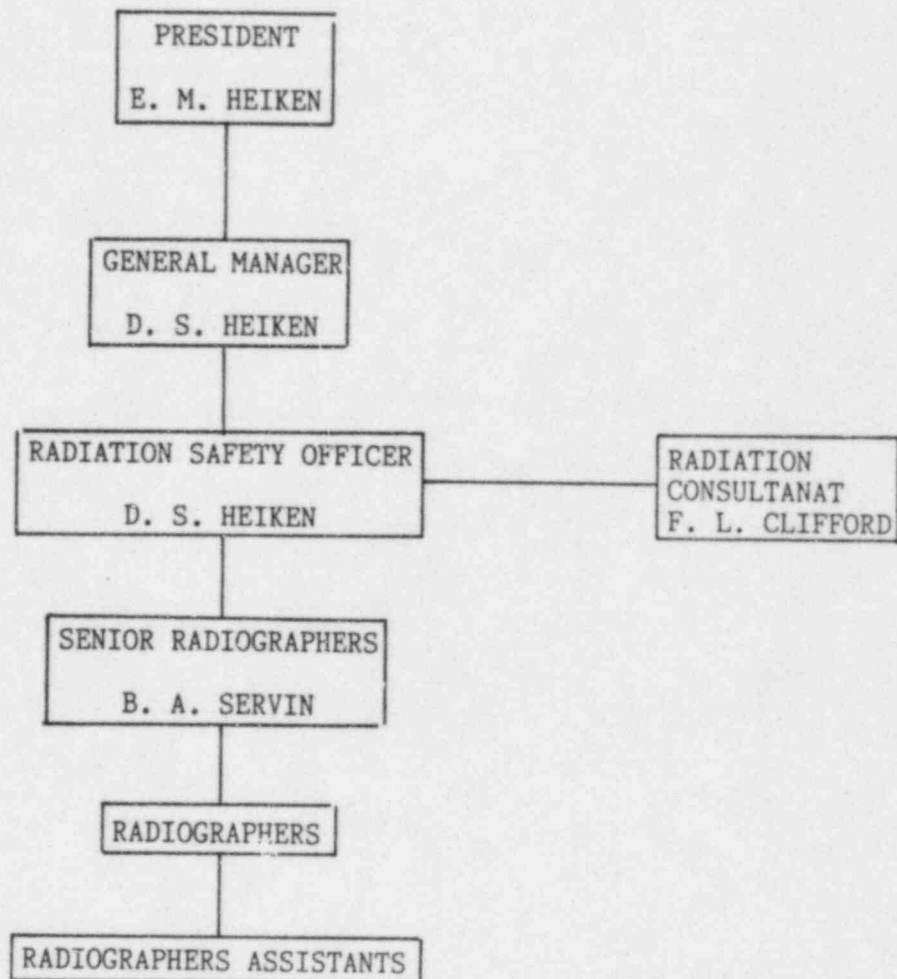 PRESIDENT
E. M. HEIKEN
GENERAL MANAGER
D. S. HEIKEN
RADIATION SAFETY OFFICER
D. S. HEIKEN
RADIATION
CONSULTANAT
F. L. CLIFFORD
SENIOR RADIOGRAPHERS
B. A. SERVIN
RADIOGRAPHERS
RADIOGRAPHERS ASSISTANTS